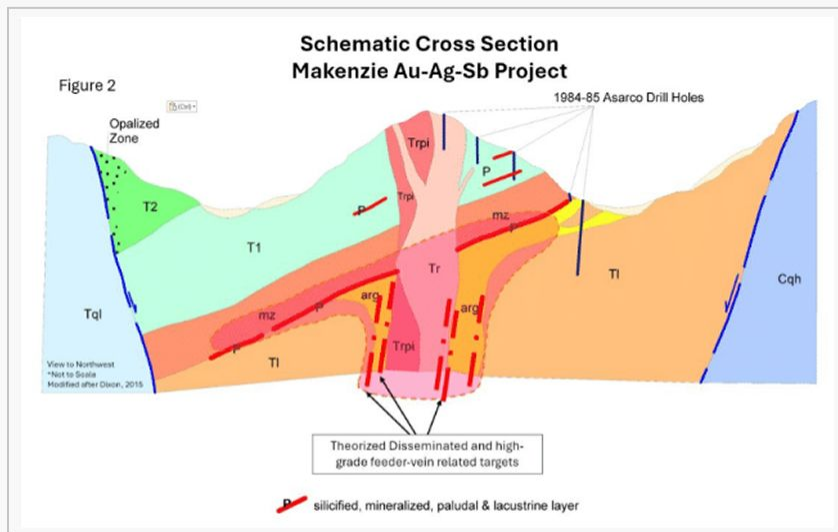 Schematic Cross Section
Makenzie Au-Ag-Sb Project
Figure 2
(Ctrl)
1984-85 Asarco Drill Holes
Opalized
Zone
Trpi
P
T2
Trpi
P
mz
P
T1
Tr
Tl
Cqh
arg
arg
mz
P
Tql
Trpi
P
Tl
View to Northwest
*Not to Scale
Modified after Dixon, 2015
Theorized Disseminated and high-
grade feeder-vein related targets
P silicified, mineralized, paludal & lacustrine layer